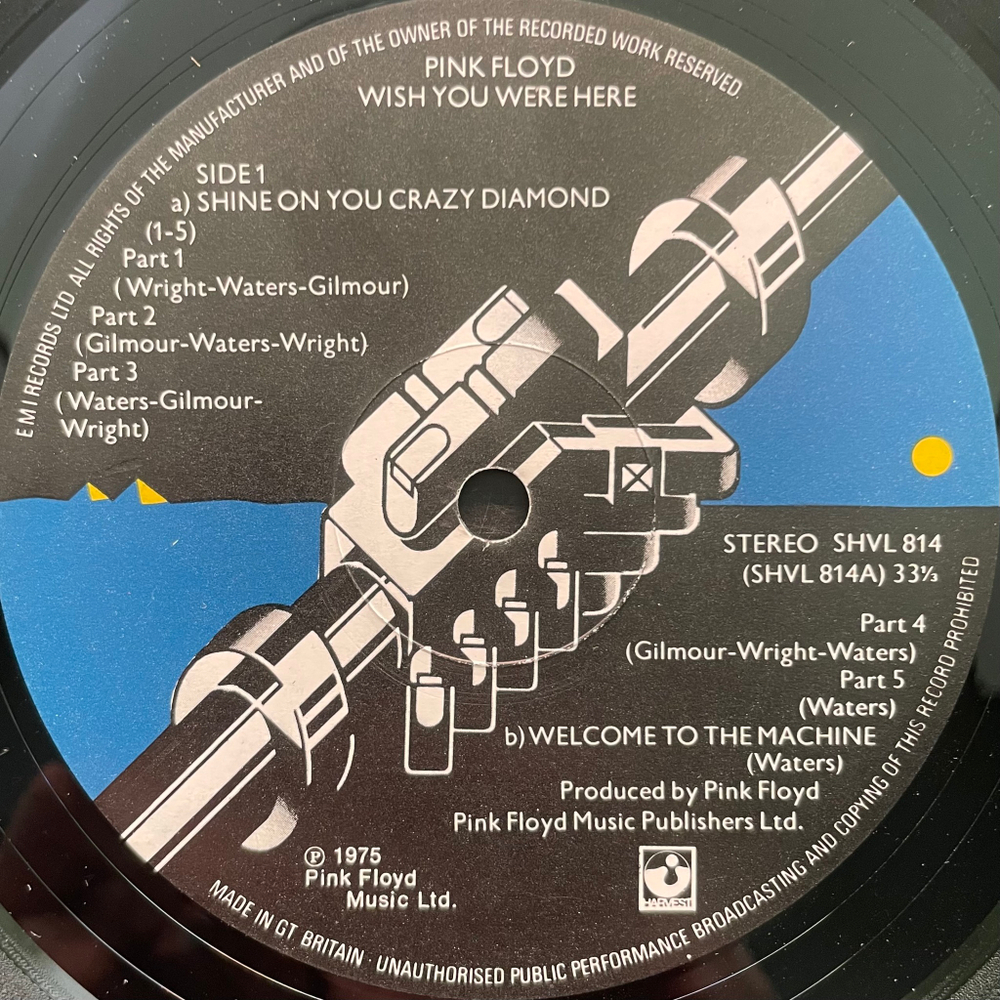 E M I RECORDS LTD. ALL RIGHTS OF THE MANUFACTURER AND OF THE OWNER OF THE RECORDED WORK RESERVED.
PINK FLOYD
WISH YOU WERE HERE
SIDE 1
a) SHINE ON YOU CRAZY DIAMOND
(1-5)
Part 1
(Wright-Waters-Gilmour)
Part 2
(Gilmour-Waters-Wright)
Part 3
(Waters-Gilmour-
Wright)
STEREO SHVL 814
(SHVL 814A) 33⅓
Part 4
(Gilmour-Wright-Waters)
Part 5
(Waters)
b) WELCOME TO THE MACHINE
(Waters)
Produced by Pink Floyd
Pink Floyd Music Publishers Ltd.
℗ 1975
Pink Floyd
Music Ltd.
HARVEST
MADE IN GT BRITAIN · UNAUTHORISED PUBLIC PERFORMANCE BROADCASTING AND COPYING OF THIS RECORD PROHIBITED